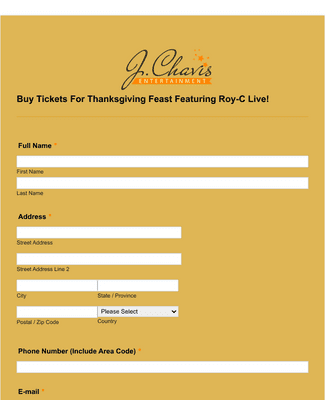 J. Chavis
ENTERTAINMENT
Buy Tickets For Thanksgiving Feast Featuring Roy-C Live!
Full Name *
First Name
Last Name
Address *
Street Address
Street Address Line 2
City State / Province
Please Select
Postal / Zip Code Country
Phone Number (Include Area Code) *
E-mail *